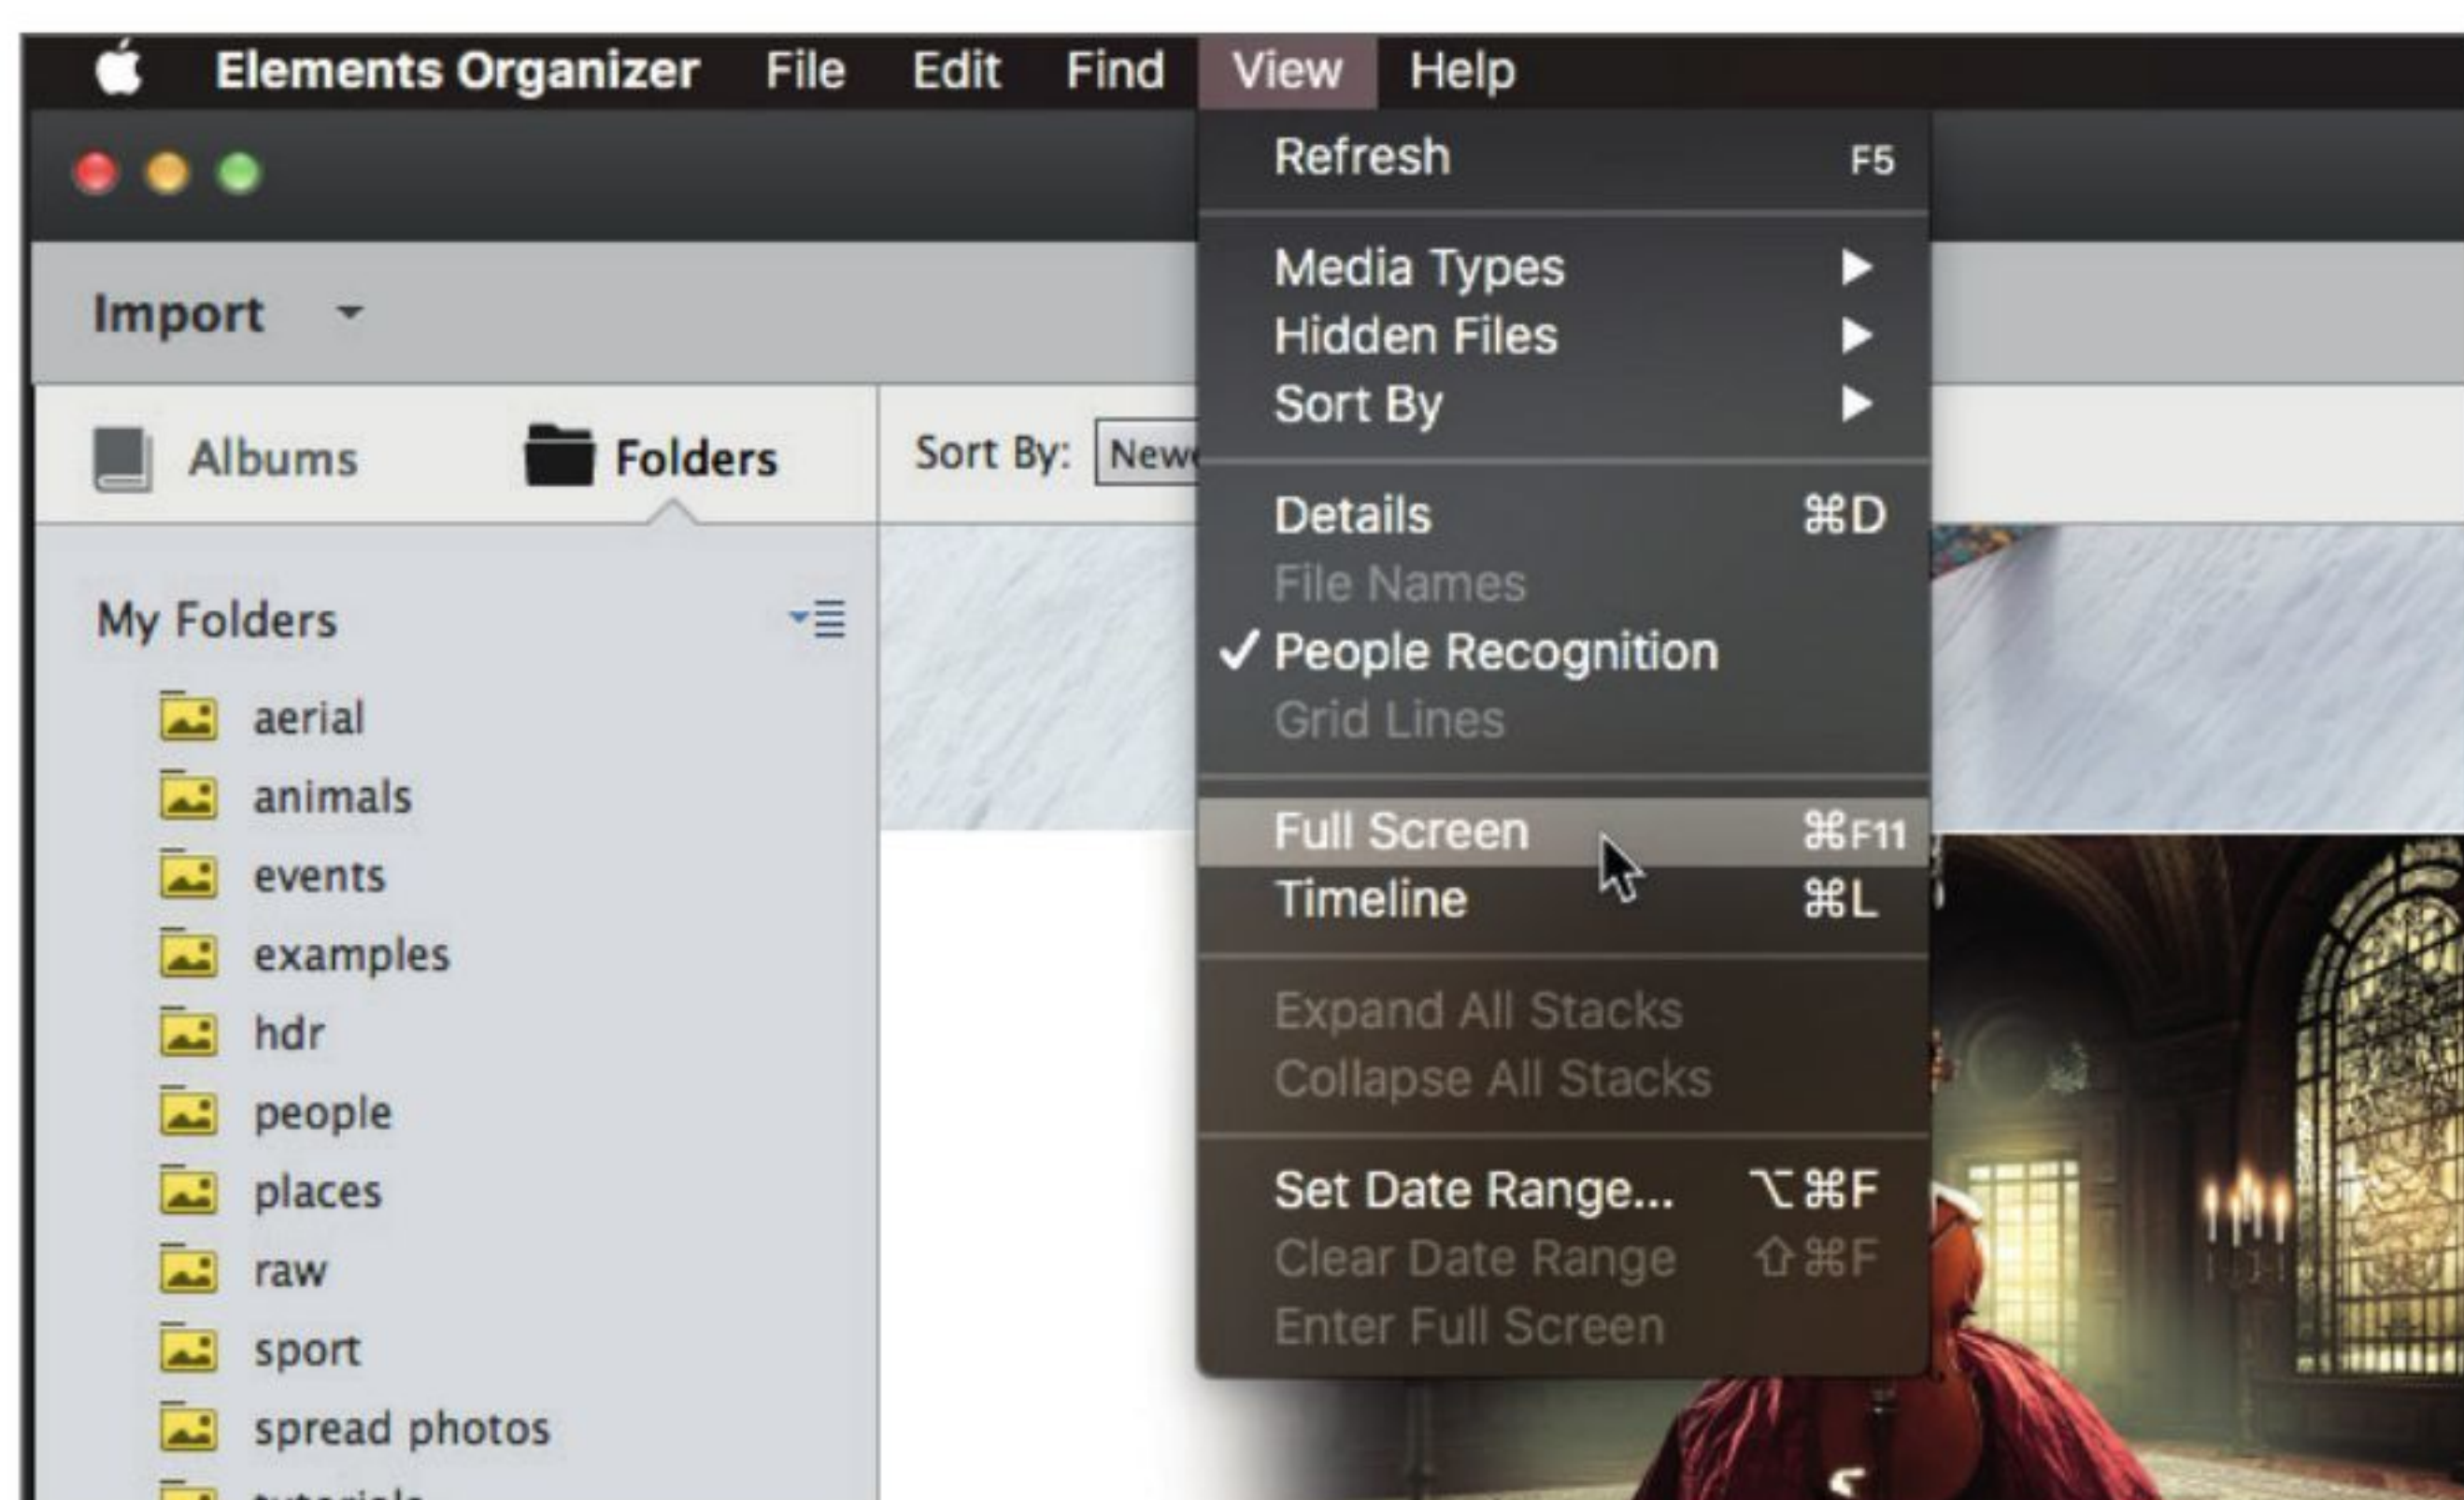 Elements Organizer File Edit Find View Help
Refresh F5
Media Types
Hidden Files
Sort By
Details ⌘D
File Names
People Recognition
Grid Lines
Full Screen ⌘F11
Timeline ⌘L
Expand All Stacks
Collapse All Stacks
Set Date Range... ⌥⌘F
Clear Date Range ⇧⌘F
Enter Full Screen
Import
Albums Folders
Sort By:
My Folders
aerial
animals
events
examples
hdr
people
places
raw
sport
spread photos